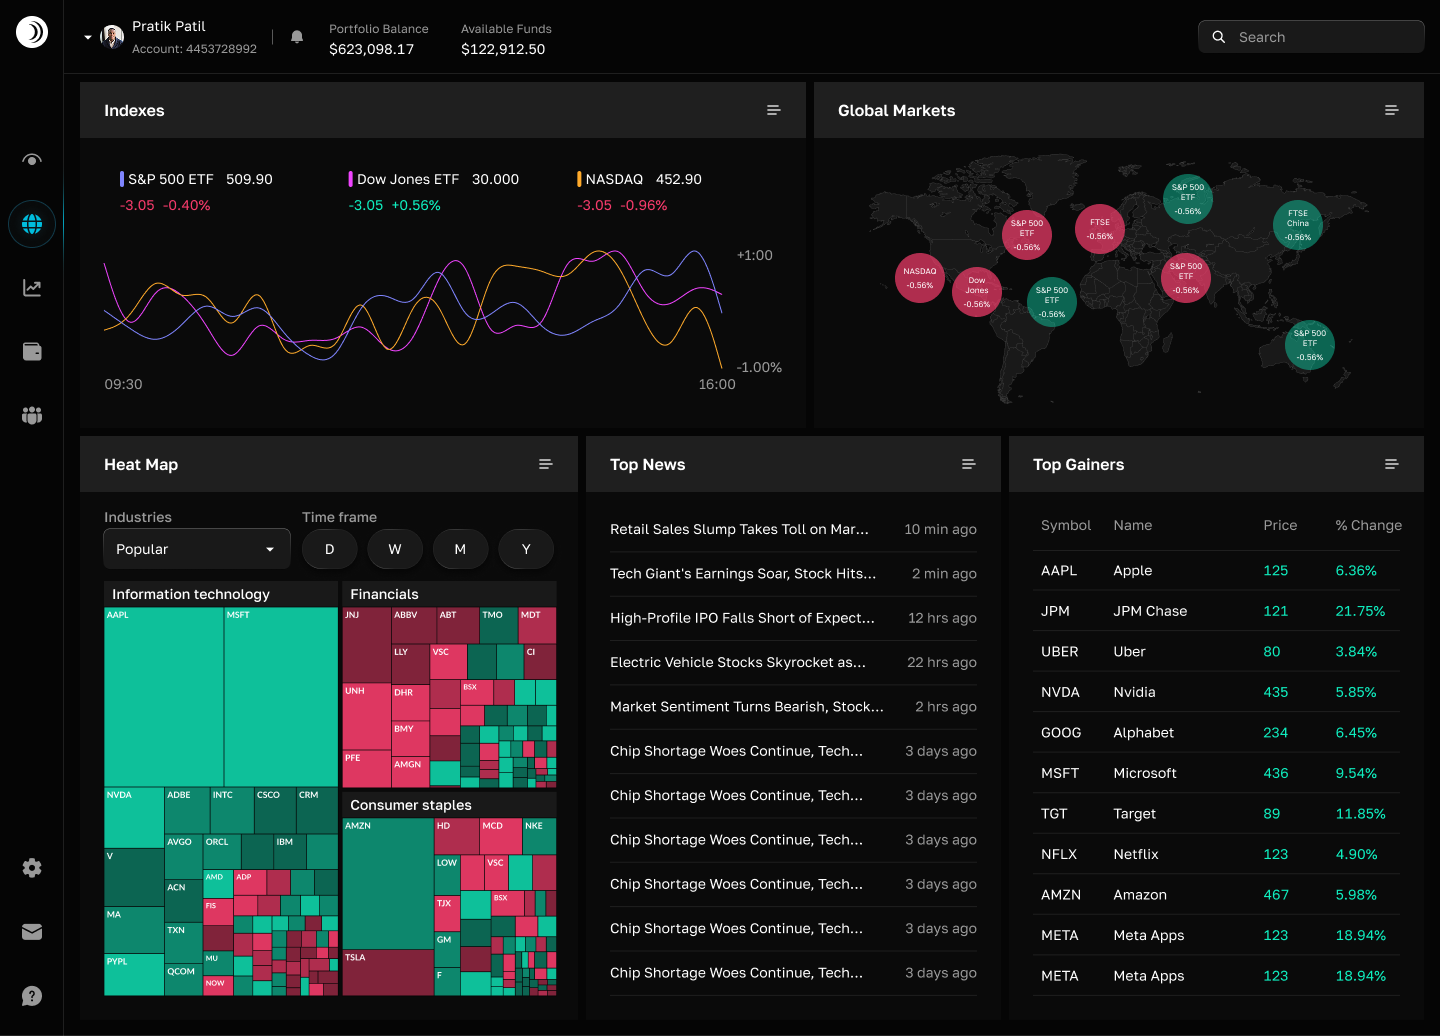 Pratik Patil
Account: 4453728992
Portfolio Balance
$623,098.17
Available Funds
$122,912.50
Search
Indexes
S&P 500 ETF 509.90
-3.05 -0.40%
Dow Jones ETF 30.000
-3.05 +0.56%
NASDAQ 452.90
-3.05 -0.96%
+1:00
-1.00%
09:30
16:00
Global Markets
S&P 500
ETF
-0.56%
FTSE
China
-0.56%
S&P 500
ETF
-0.56%
FTSE
-0.56%
NASDAQ
-0.56%
Dow
Jones
-0.56%
S&P 500
ETF
-0.56%
S&P 500
ETF
-0.56%
S&P 500
ETF
-0.56%
Heat Map
Industries
Popular
Time frame
D
W
M
Y
Information technology
AAPL
MSFT
NVDA
ADBE
INTC
CSCO
CRM
V
AVGO
ORCL
IBM
ACN
AMD
ADP
MA
FIS
TXN
PYPL
MU
QCOM
NOW
Financials
JNJ
ABBV
ABT
TMO
MDT
LLY
VSC
CI
UNH
DHR
BSX
BMY
PFE
AMGN
Consumer staples
AMZN
HD
MCD
NKE
LOW
VSC
TJX
BSX
GM
TSLA
F
Top News
Retail Sales Slump Takes Toll on Mar... 10 min ago
Tech Giant's Earnings Soar, Stock Hits... 2 min ago
High-Profile IPO Falls Short of Expect... 12 hrs ago
Electric Vehicle Stocks Skyrocket as... 22 hrs ago
Market Sentiment Turns Bearish, Stock... 2 hrs ago
Chip Shortage Woes Continue, Tech... 3 days ago
Chip Shortage Woes Continue, Tech... 3 days ago
Chip Shortage Woes Continue, Tech... 3 days ago
Chip Shortage Woes Continue, Tech... 3 days ago
Chip Shortage Woes Continue, Tech... 3 days ago
Chip Shortage Woes Continue, Tech... 3 days ago
Top Gainers
Symbol Name Price % Change
AAPL Apple 125 6.36%
JPM JPM Chase 121 21.75%
UBER Uber 80 3.84%
NVDA Nvidia 435 5.85%
GOOG Alphabet 234 6.45%
MSFT Microsoft 436 9.54%
TGT Target 89 11.85%
NFLX Netflix 123 4.90%
AMZN Amazon 467 5.98%
META Meta Apps 123 18.94%
META Meta Apps 123 18.94%